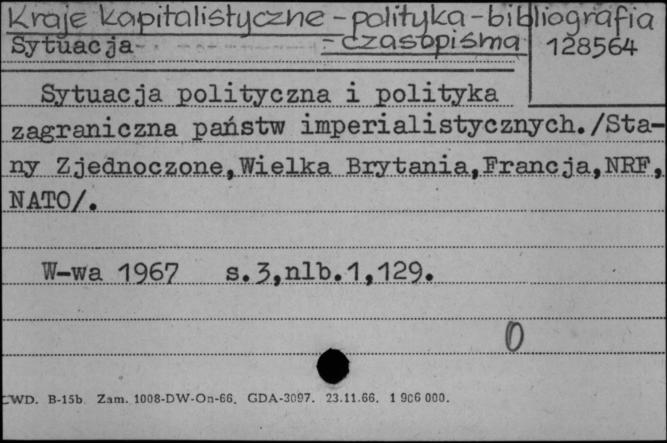 Kraje kapitalistyczne - polityka - bibliografia
Sytuacja - czasopisma
128564
Sytuacja polityczna i polityka
zagraniczna państw imperialistycznych./Sta-
ny Zjednoczone,Wielka Brytania,Francja,NRF,
NATO/.
W-wa 1967 s.3,nlb.1,129.
0
CWD. B-15b. Zam. 1008-DW-On-66. GDA-3097. 23.11.66. 1 906 000.